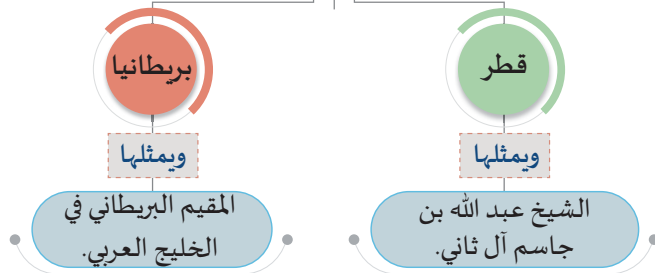 قطر
ويمثلها
الشيخ عبد الله بن
جاسم آل ثاني.
بريطانيا
ويمثلها
المقيم البريطاني في
الخليج العربي.